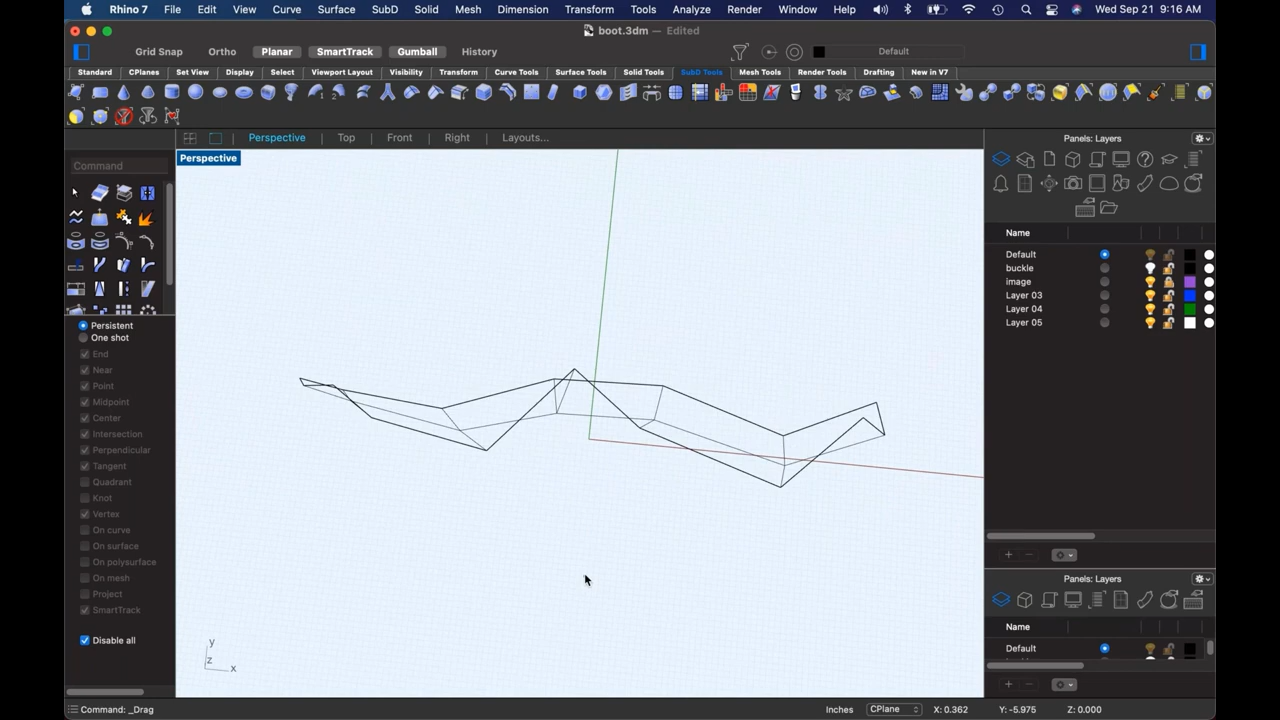 Rhino 7 File Edit View Curve Surface SubD Solid Mesh Dimension Transform Tools Analyze Render Window Help Wed Sep 21 9:16 AM
boot.3dm — Edited
Grid Snap Ortho Planar SmartTrack Gumball History Default
Standard CPlanes Set View Display Select Viewport Layout Visibility Transform Curve Tools Surface Tools Solid Tools SubD Tools Mesh Tools Render Tools Drafting New in V7
Perspective Top Front Right Layouts... Panels: Layers
Perspective
Command
Name
Default
buckle
image
Layer 03
Layer 04
Layer 05
Persistent
One shot
End
Near
Point
Midpoint
Center
Intersection
Perpendicular
Tangent
Quadrant
Knot
Vertex
On curve
On surface
On polysurface
On mesh
Project
SmartTrack
Disable all
Panels: Layers
Name
Default
y
z
x
Command: _Drag Inches CPlane X: 0.362 Y: -5.975 Z: 0.000